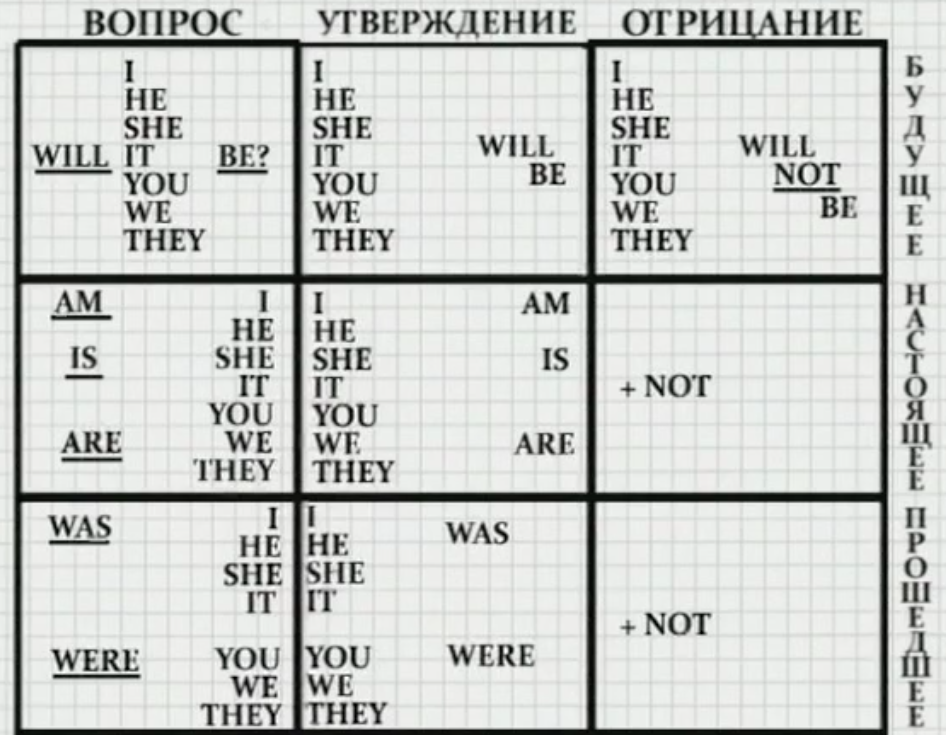 ВОПРОС УТВЕРЖДЕНИЕ ОТРИЦАНИЕ
I
HE
SHE
WILL IT BE?
YOU
WE
THEY
I
HE
SHE
IT
YOU
WE
THEY
WILL
BE
I
HE
SHE
IT
YOU
WE
THEY
WILL
NOT
BE
БУДУЩЕЕ
AM I
HE
IS SHE
IT
YOU
ARE WE
THEY
I AM
HE
SHE IS
IT
YOU
WE ARE
THEY
+ NOT
НАСТОЯЩЕЕ
WAS I
HE
SHE
IT
WERE YOU
WE
THEY
I WAS
HE
SHE
IT
YOU WERE
WE
THEY
+ NOT
ПРОШЕДШЕЕ